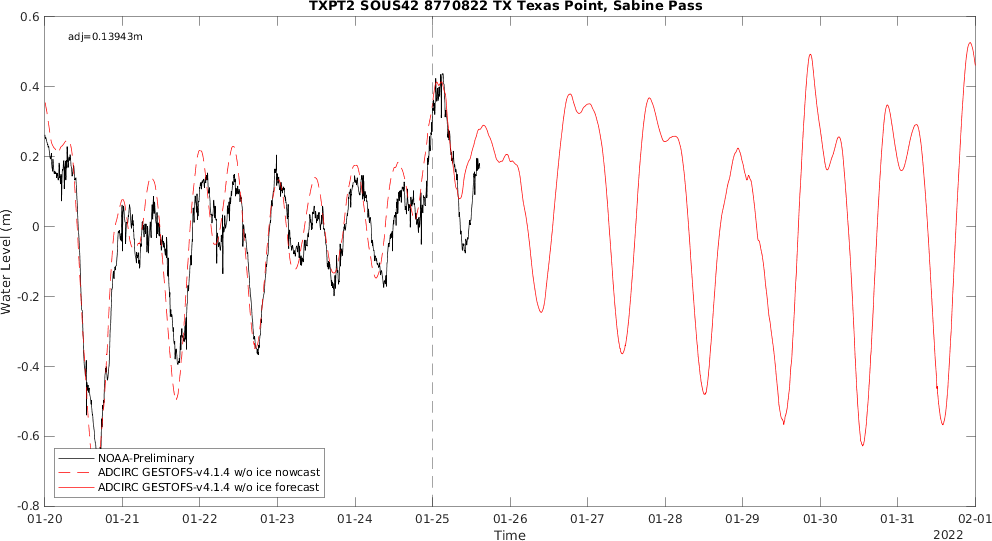 TXPT2 SOUS42 8770822 TX Texas Point, Sabine Pass
adj=0.13943m
0.6
0.4
0.2
0
-0.2
-0.4
-0.6
-0.8
Water Level (m)
NOAA-Preliminary
ADCIRC GESTOFS-v4.1.4 w/o ice nowcast
ADCIRC GESTOFS-v4.1.4 w/o ice forecast
01-20 01-21 01-22 01-23 01-24 01-25 01-26 01-27 01-28 01-29 01-30 01-31 02-01
Time
2022